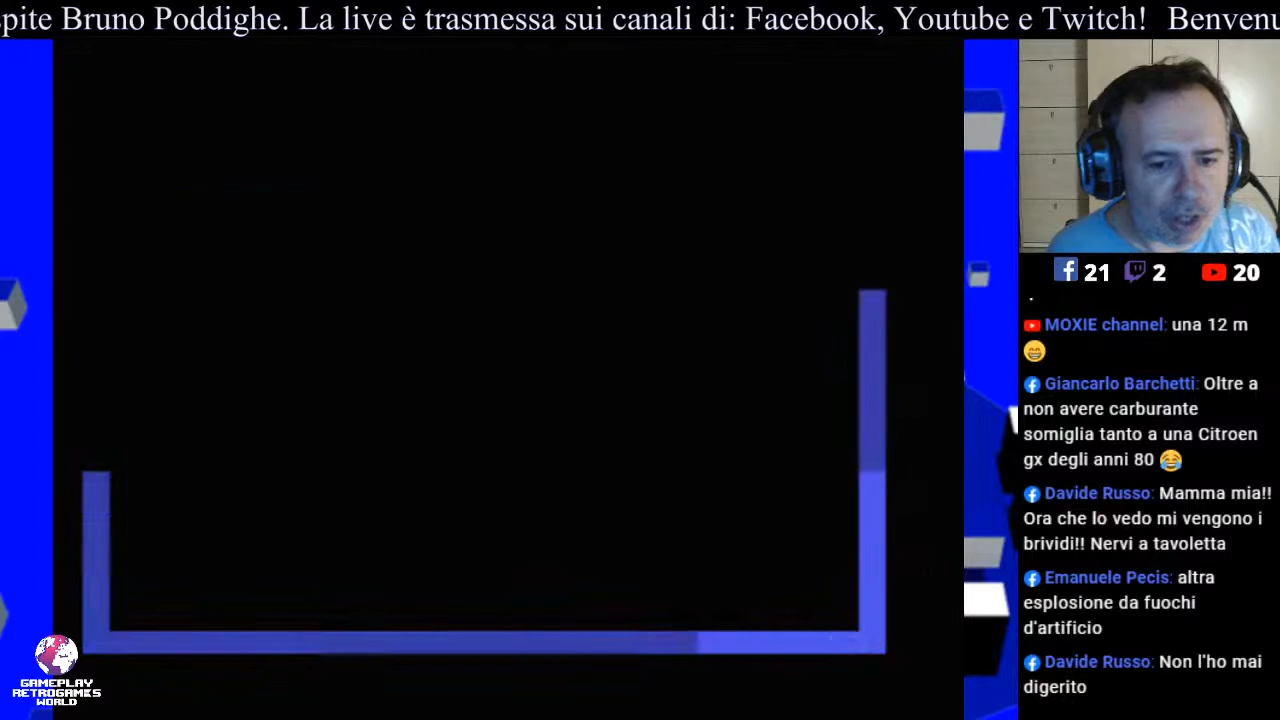 spite Bruno Poddighe. La live è trasmessa sui canali di: Facebook, Youtube e Twitch!  Benvenu
21 2 20
MOXIE channel: una 12 m
😁
Giancarlo Barchetti: Oltre a
non avere carburante
somiglia tanto a una Citroen
gx degli anni 80 😂
Davide Russo: Mamma mia!!
Ora che lo vedo mi vengono i
brividi!! Nervi a tavoletta
Emanuele Pecis: altra
esplosione da fuochi
d'artificio
Davide Russo: Non l'ho mai
digerito
GAMEPLAY
RETROGAMES
WORLD